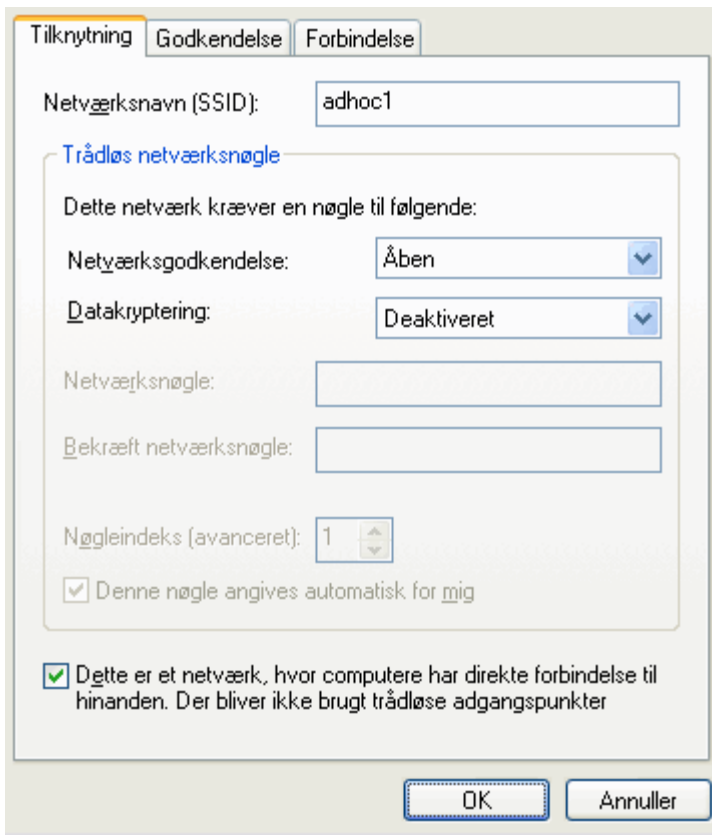 Tilknytning Godkendelse Forbindelse
Netværksnavn (SSID): adhoc1
Trådløs netværksnøgle
Dette netværk kræver en nøgle til følgende:
Netværksgodkendelse: Åben
Datakryptering: Deaktiveret
Netværksnøgle:
Bekræft netværksnøgle:
Nøgleindeks (avanceret): 1
Denne nøgle angives automatisk for mig
Dette er et netværk, hvor computere har direkte forbindelse til
hinanden. Der bliver ikke brugt trådløse adgangspunkter
OK Annuller